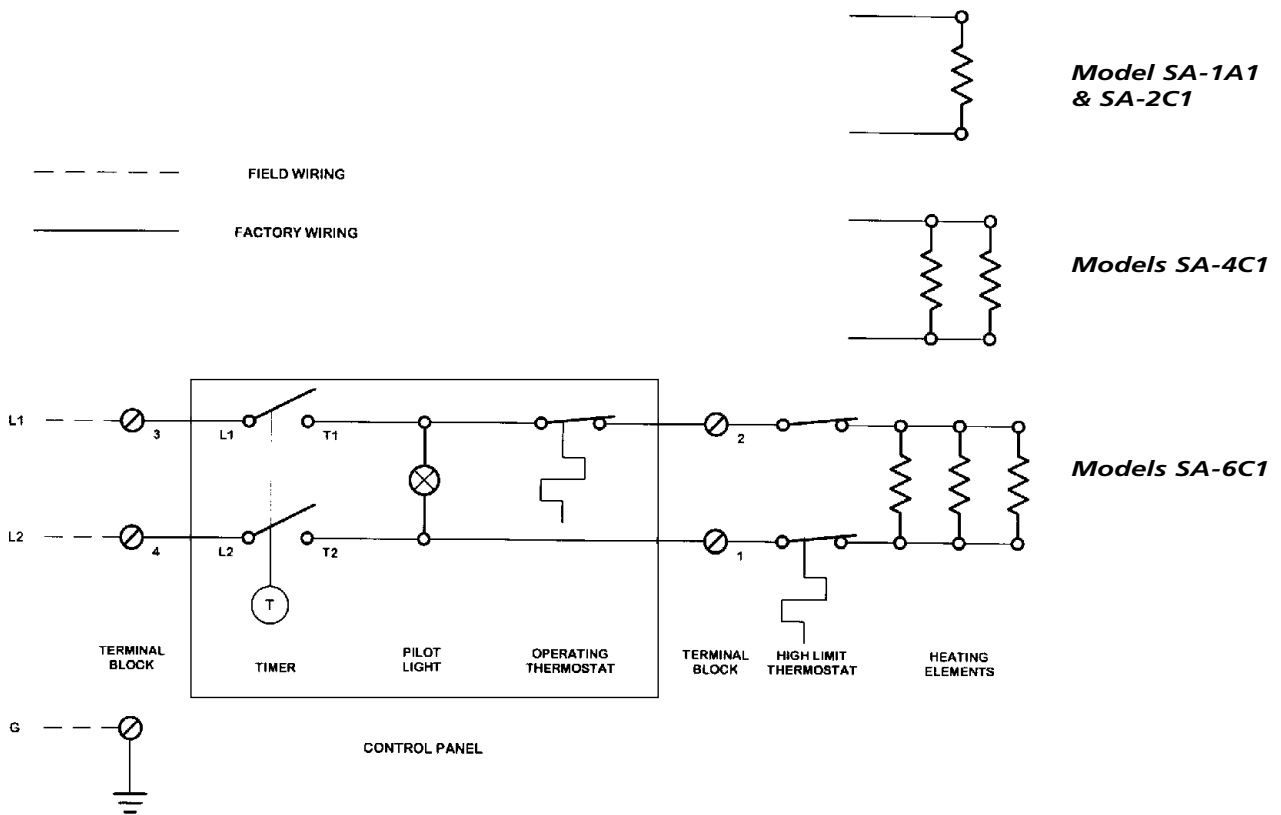 Model SA-1A1
& SA-2C1
FIELD WIRING
FACTORY WIRING
Models SA-4C1
L1
3
L1
T1
2
Models SA-6C1
L2
4
L2
T2
1
T
TERMINAL
BLOCK
TIMER
PILOT
LIGHT
OPERATING
THERMOSTAT
TERMINAL
BLOCK
HIGH LIMIT
THERMOSTAT
HEATING
ELEMENTS
G
CONTROL PANEL